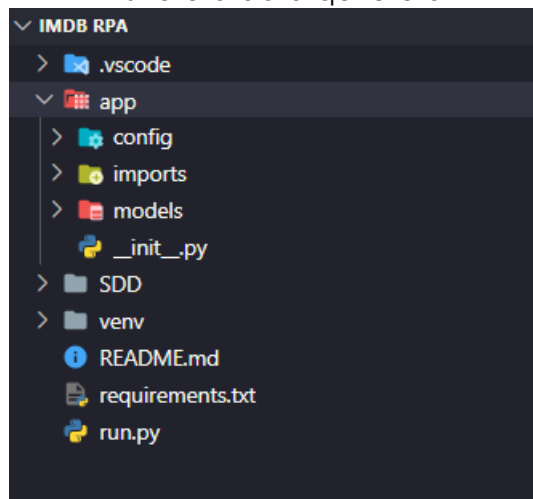 IMDB RPA
.vscode
app
config
imports
models
__init__.py
SDD
venv
README.md
requirements.txt
run.py